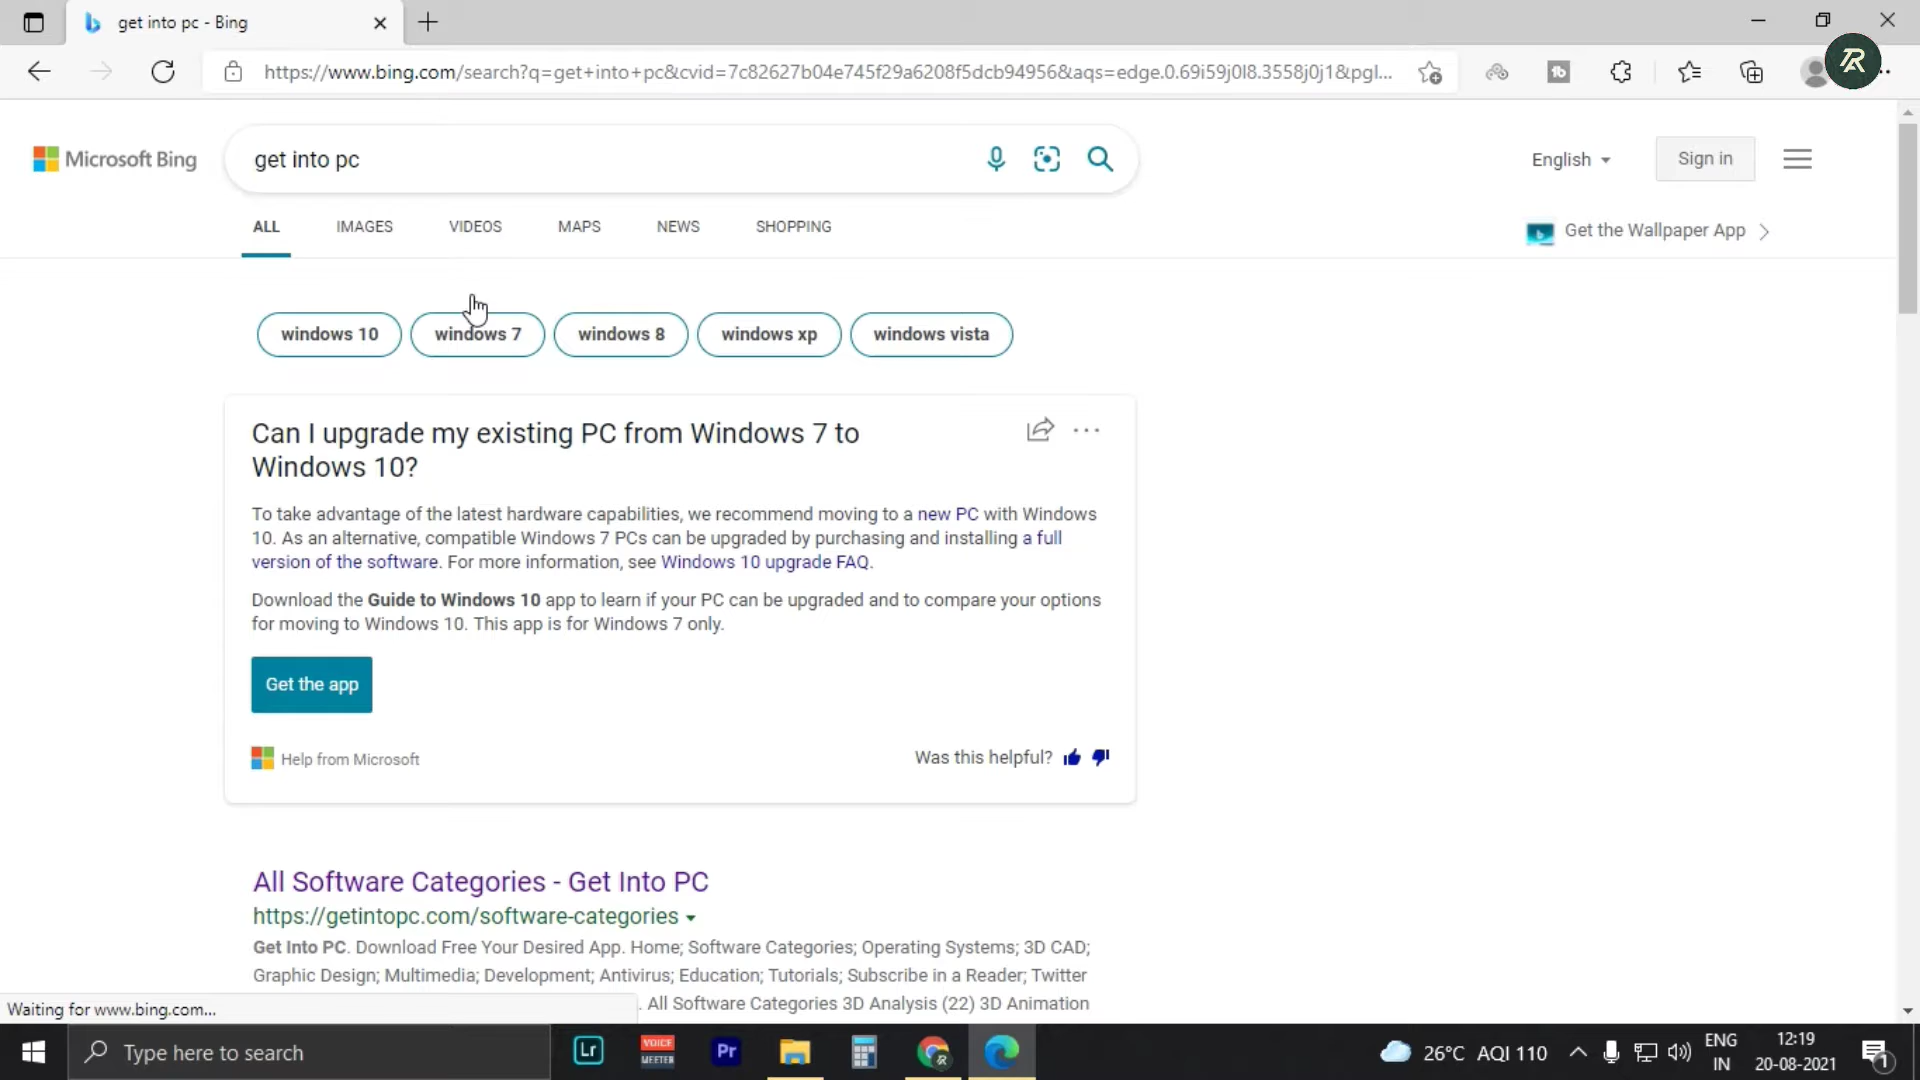 get into pc - Bing
https://www.bing.com/search?q=get+into+pc&cvid=7c82627b04e745f29a6208f5dcb94956&aqs=edge.0.69i59j0l8.3558j0j1&pgl...
R
Microsoft Bing
get into pc
English
Sign in
ALL
IMAGES
VIDEOS
MAPS
NEWS
SHOPPING
Get the Wallpaper App
windows 10
windows 7
windows 8
windows xp
windows vista
Can I upgrade my existing PC from Windows 7 to
Windows 10?
To take advantage of the latest hardware capabilities, we recommend moving to a new PC with Windows
10. As an alternative, compatible Windows 7 PCs can be upgraded by purchasing and installing a full
version of the software. For more information, see Windows 10 upgrade FAQ.
Download the Guide to Windows 10 app to learn if your PC can be upgraded and to compare your options
for moving to Windows 10. This app is for Windows 7 only.
Get the app
Help from Microsoft
Was this helpful?
All Software Categories - Get Into PC
https://getintopc.com/software-categories
Get Into PC. Download Free Your Desired App. Home; Software Categories; Operating Systems; 3D CAD;
Graphic Design; Multimedia; Development; Antivirus; Education; Tutorials; Subscribe in a Reader; Twitter
. All Software Categories 3D Analysis (22) 3D Animation
Waiting for www.bing.com...
Type here to search
Lr
VOICE
MEETER
Pr
26°C AQI 110
ENG
IN
12:19
20-08-2021
1